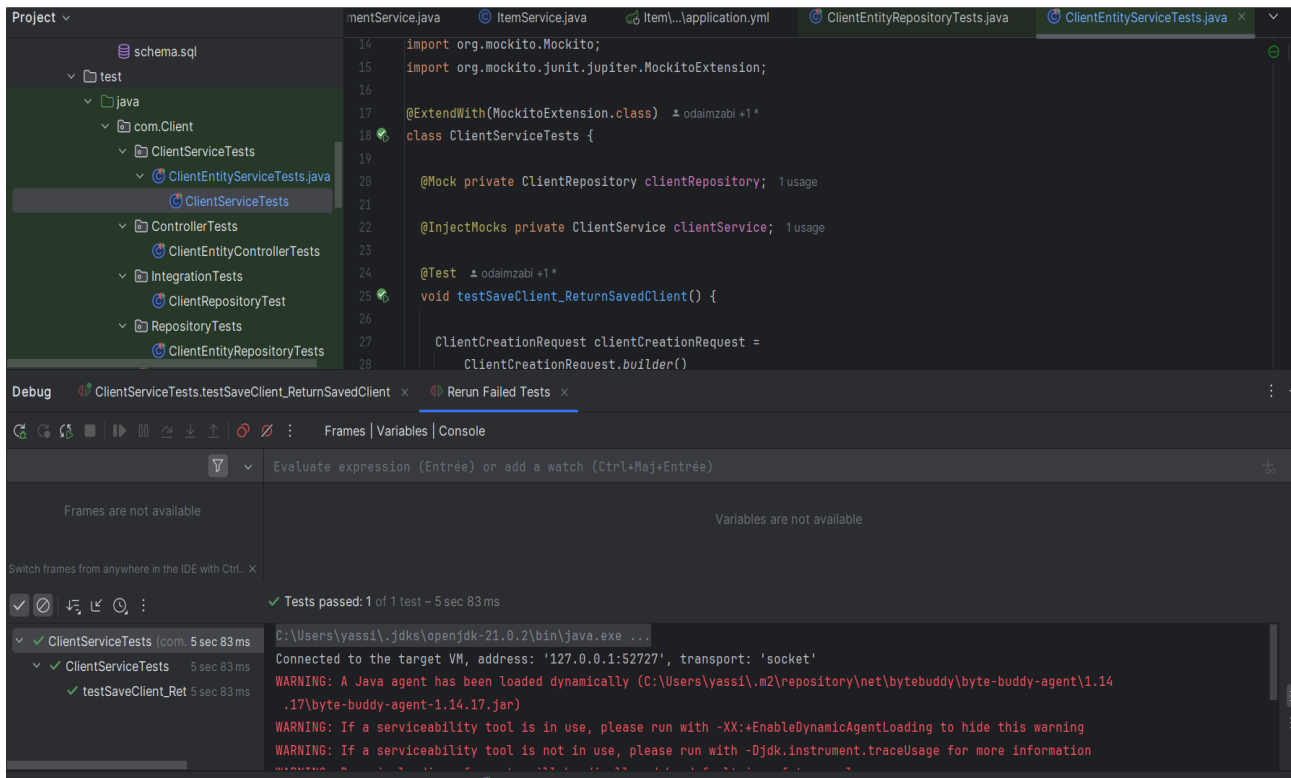 Project
mentService.java ItemService.java Item\...\application.yml ClientEntityRepositoryTests.java ClientEntityServiceTests.java
schema.sql
test
java
com.Client
ClientServiceTests
ClientEntityServiceTests.java
ClientServiceTests
ControllerTests
ClientEntityControllerTests
IntegrationTests
ClientRepositoryTest
RepositoryTests
ClientEntityRepositoryTests
14 import org.mockito.Mockito;
15 import org.mockito.junit.jupiter.MockitoExtension;
16
17 @ExtendWith(MockitoExtension.class) odaimzabi +1 *
18 class ClientServiceTests {
19
20 @Mock private ClientRepository clientRepository; 1 usage
21
22 @InjectMocks private ClientService clientService; 1 usage
23
24 @Test odaimzabi +1 *
25 void testSaveClient_ReturnSavedClient() {
26
27 ClientCreationRequest clientCreationRequest =
28 ClientCreationRequest.builder()
Debug ClientServiceTests.testSaveClient_ReturnSavedClient Rerun Failed Tests
Frames | Variables | Console
Evaluate expression (Entrée) or add a watch (Ctrl+Maj+Entrée)
Frames are not available
Variables are not available
Switch frames from anywhere in the IDE with Ctrl..
Tests passed: 1 of 1 test – 5 sec 83 ms
ClientServiceTests (com. 5 sec 83 ms
ClientServiceTests 5 sec 83 ms
testSaveClient_Ret 5 sec 83 ms
C:\Users\yassi\.jdks\openjdk-21.0.2\bin\java.exe ...
Connected to the target VM, address: '127.0.0.1:52727', transport: 'socket'
WARNING: A Java agent has been loaded dynamically (C:\Users\yassi\.m2\repository\net\bytebuddy\byte-buddy-agent\1.14
.17\byte-buddy-agent-1.14.17.jar)
WARNING: If a serviceability tool is in use, please run with -XX:+EnableDynamicAgentLoading to hide this warning
WARNING: If a serviceability tool is not in use, please run with -Djdk.instrument.traceUsage for more information